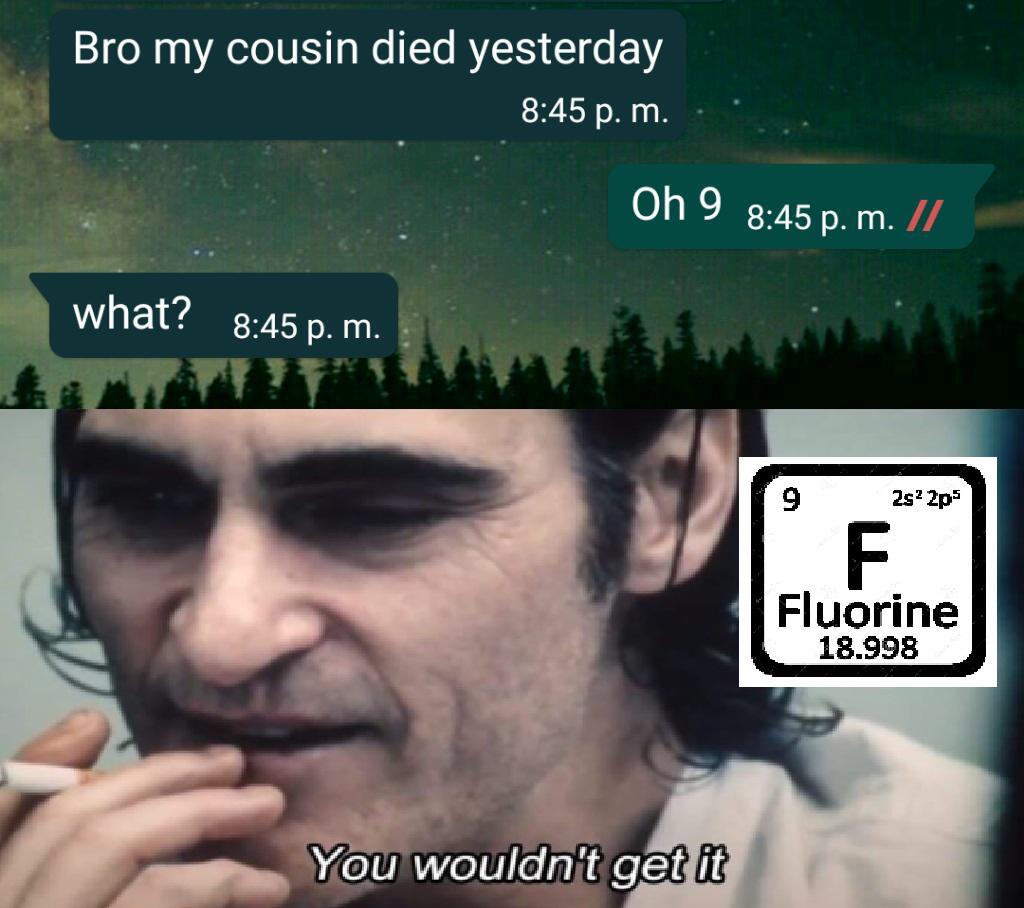 Bro my cousin died yesterday
8:45 p. m.
Oh 9 8:45 p. m.
what? 8:45 p. m.
9 2s² 2p⁵
F
Fluorine
18.998
You wouldn't get it